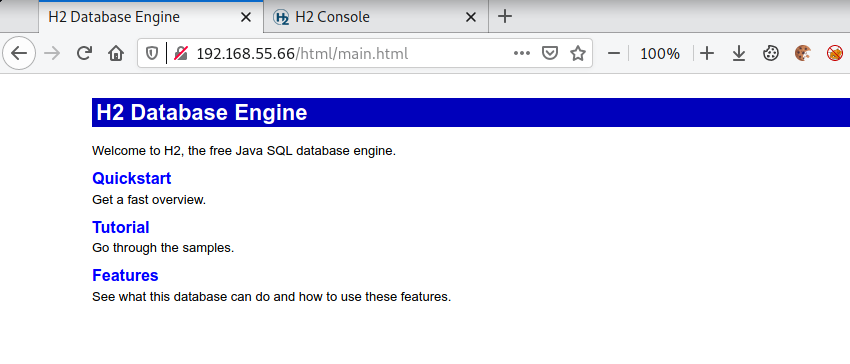 H2 Database Engine
H2 Console
192.168.55.66/html/main.html
100%
H2 Database Engine
Welcome to H2, the free Java SQL database engine.
Quickstart
Get a fast overview.
Tutorial
Go through the samples.
Features
See what this database can do and how to use these features.